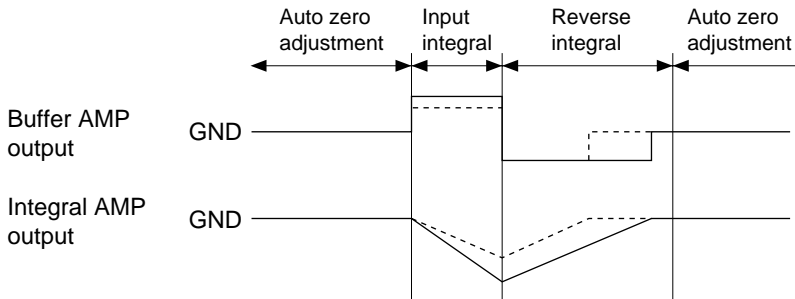 Auto zero
adjustment
Input
integral
Reverse
integral
Auto zero
adjustment
Buffer AMP
output
GND
Integral AMP
output
GND